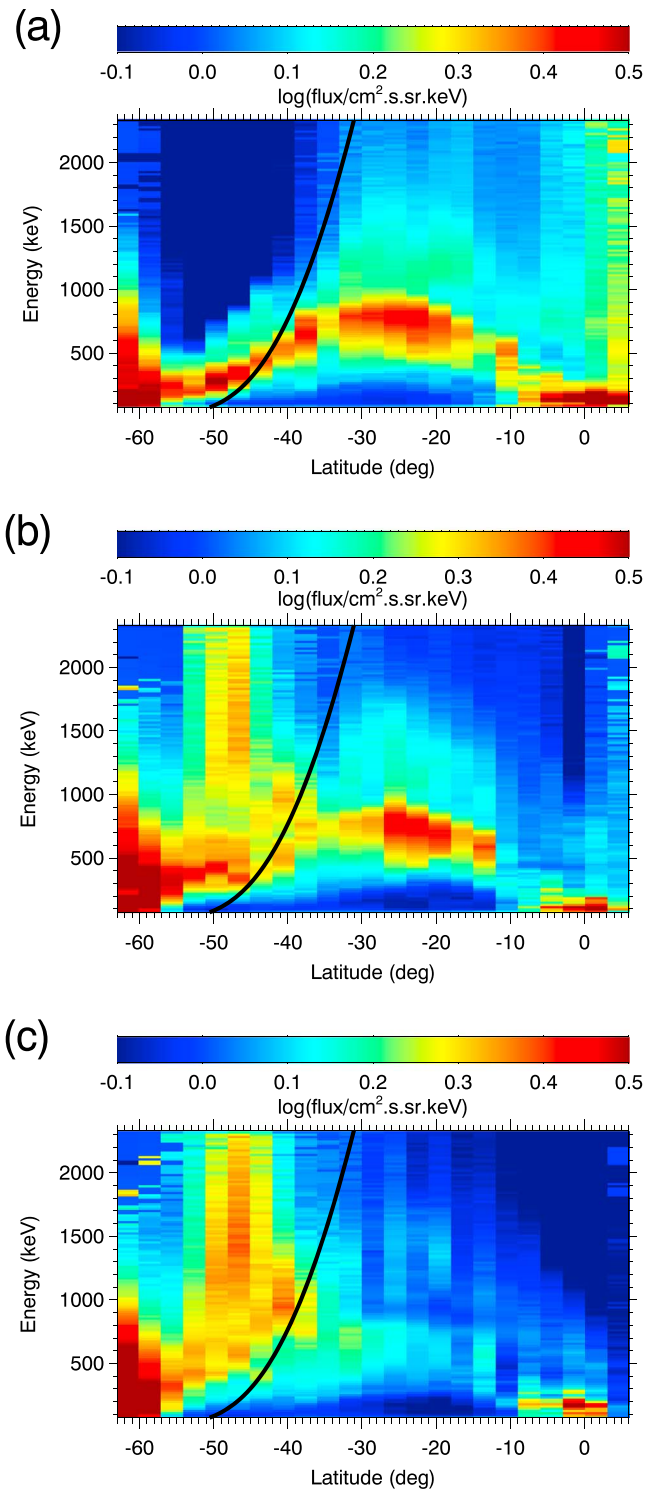 (a)
-0.1 0.0 0.1 0.2 0.3 0.4 0.5
log(flux/cm².s.sr.keV)
2000
1500
1000
500
Energy (keV)
-60 -50 -40 -30 -20 -10 0
Latitude (deg)
(b)
-0.1 0.0 0.1 0.2 0.3 0.4 0.5
log(flux/cm².s.sr.keV)
2000
1500
1000
500
Energy (keV)
-60 -50 -40 -30 -20 -10 0
Latitude (deg)
(c)
-0.1 0.0 0.1 0.2 0.3 0.4 0.5
log(flux/cm².s.sr.keV)
2000
1500
1000
500
Energy (keV)
-60 -50 -40 -30 -20 -10 0
Latitude (deg)